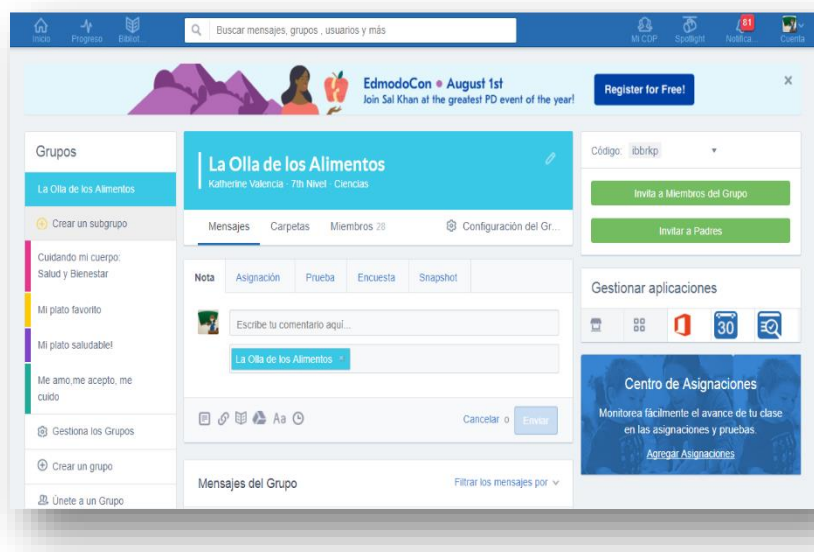 Inicio
Progreso
Bibliot...
Buscar mensajes, grupos , usuarios y más
Mi CDP
Spotlight
81
Notifica...
Cuenta
EdmodoCon • August 1st
Join Sal Khan at the greatest PD event of the year!
Register for Free!
Grupos
La Olla de los Alimentos
Crear un subgrupo
Cuidando mi cuerpo:
Salud y Bienestar
Mi plato favorito
Mi plato saludable!
Me amo,me acepto, me
cuido
Gestiona los Grupos
Crear un grupo
Únete a un Grupo
La Olla de los Alimentos
Katherine Valencia · 7th Nivel · Ciencias
Mensajes
Carpetas
Miembros 28
Configuración del Gr...
Nota
Asignación
Prueba
Encuesta
Snapshot
Escribe tu comentario aquí...
La Olla de los Alimentos ×
Aa
Cancelar o Enviar
Mensajes del Grupo
Filtrar los mensajes por
Código: ibbrkp
Invita a Miembros del Grupo
Invitar a Padres
Gestionar aplicaciones
30
Centro de Asignaciones
Monitorea fácilmente el avance de tu clase
en las asignaciones y pruebas.
Agregar Asignaciones